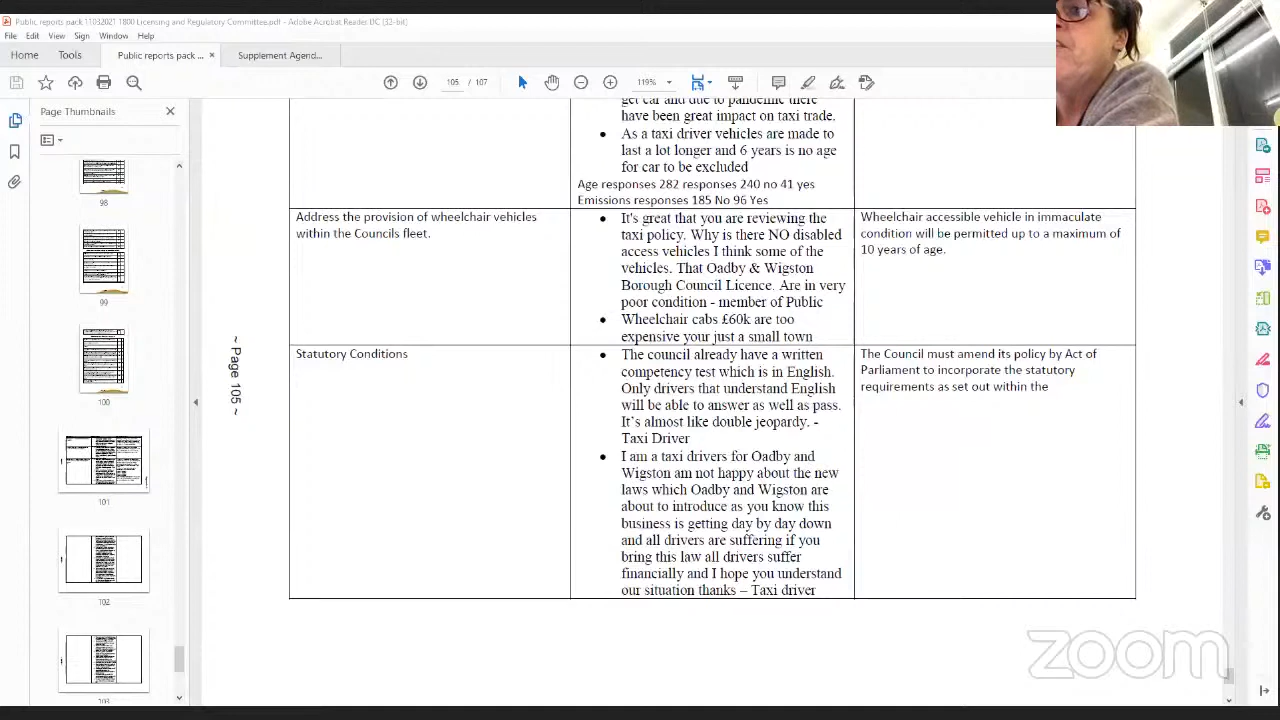 Public reports pack 11032021 1800 Licensing and Regulatory Committee.pdf - Adobe Acrobat Reader DC (32-bit)
File Edit View Sign Window Help
Home Tools Public reports pack ... × Supplement Agend...
105 / 107 119%
Page Thumbnails
98
99
100
101
102
103
~ Page 105 ~
get car and due to pandemic there
have been great impact on taxi trade.
• As a taxi driver vehicles are made to
last a lot longer and 6 years is no age
for car to be excluded
Age responses 282 responses 240 no 41 yes
Emissions responses 185 No 96 Yes
Address the provision of wheelchair vehicles
within the Councils fleet.
• It's great that you are reviewing the
taxi policy. Why is there NO disabled
access vehicles I think some of the
vehicles. That Oadby & Wigston
Borough Council Licence. Are in very
poor condition - member of Public
• Wheelchair cabs £60k are too
expensive your just a small town
Wheelchair accessible vehicle in immaculate
condition will be permitted up to a maximum of
10 years of age.
Statutory Conditions
• The council already have a written
competency test which is in English.
Only drivers that understand English
will be able to answer as well as pass.
It's almost like double jeopardy. -
Taxi Driver
• I am a taxi drivers for Oadby and
Wigston am not happy about the new
laws which Oadby and Wigston are
about to introduce as you know this
business is getting day by day down
and all drivers are suffering if you
bring this law all drivers suffer
financially and I hope you understand
our situation thanks – Taxi driver
The Council must amend its policy by Act of
Parliament to incorporate the statutory
requirements as set out within the
zoom